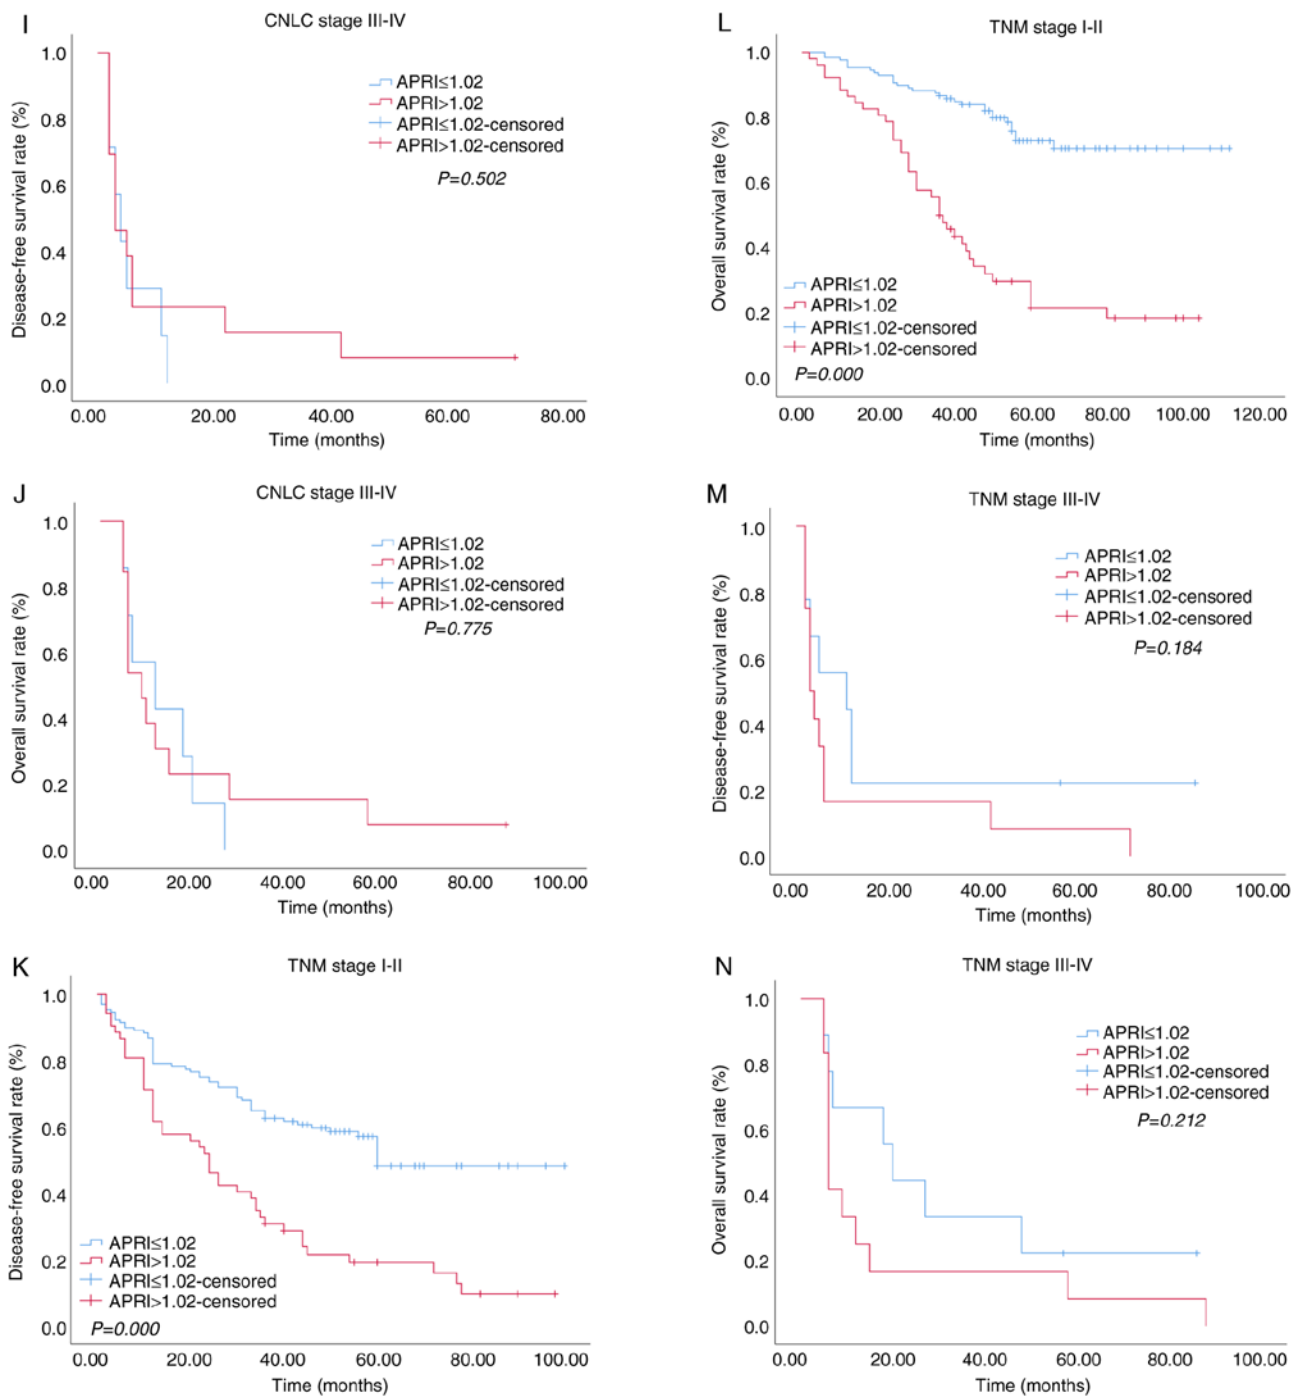 I
CNLC stage III-IV
Disease-free survival rate (%)
1.0
0.8
0.6
0.4
0.2
0.0
APRI≤1.02
APRI>1.02
APRI≤1.02-censored
APRI>1.02-censored
P=0.502
0.00 20.00 40.00 60.00 80.00
Time (months)
J
CNLC stage III-IV
Overall survival rate (%)
1.0
0.8
0.6
0.4
0.2
0.0
APRI≤1.02
APRI>1.02
APRI≤1.02-censored
APRI>1.02-censored
P=0.775
0.00 20.00 40.00 60.00 80.00 100.00
Time (months)
K
TNM stage I-II
Disease-free survival rate (%)
1.0
0.8
0.6
0.4
0.2
0.0
APRI≤1.02
APRI>1.02
APRI≤1.02-censored
APRI>1.02-censored
P=0.000
0.00 20.00 40.00 60.00 80.00 100.00
Time (months)
L
TNM stage I-II
Overall survival rate (%)
1.0
0.8
0.6
0.4
0.2
0.0
APRI≤1.02
APRI>1.02
APRI≤1.02-censored
APRI>1.02-censored
P=0.000
0.00 20.00 40.00 60.00 80.00 100.00 120.00
Time (months)
M
TNM stage III-IV
Disease-free survival rate (%)
1.0
0.8
0.6
0.4
0.2
0.0
APRI≤1.02
APRI>1.02
APRI≤1.02-censored
APRI>1.02-censored
P=0.184
0.00 20.00 40.00 60.00 80.00 100.00
Time (months)
N
TNM stage III-IV
Overall survival rate (%)
1.0
0.8
0.6
0.4
0.2
0.0
APRI≤1.02
APRI>1.02
APRI≤1.02-censored
APRI>1.02-censored
P=0.212
0.00 20.00 40.00 60.00 80.00 100.00
Time (months)